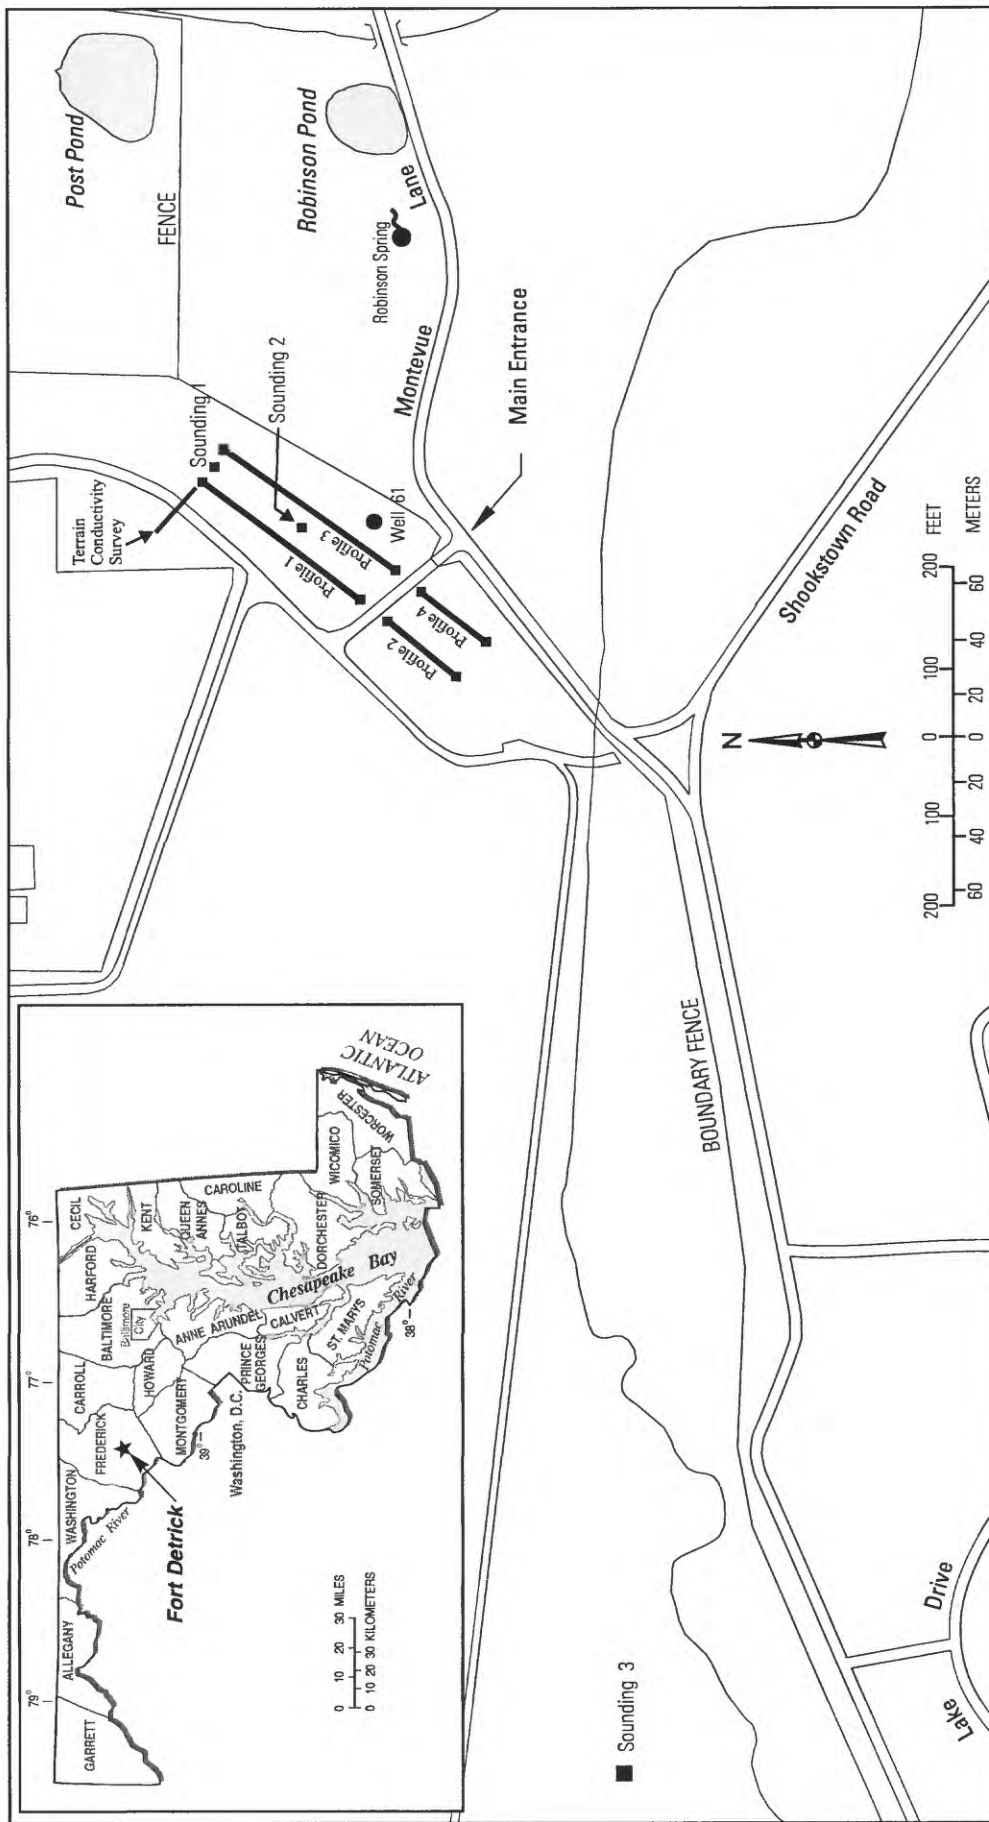 79°
78°
77°
76°
GARRETT
ALLEGANY
WASHINGTON
FREDERICK
CARROLL
BALTIMORE
HARFORD
CECIL
Baltimore
City
HOWARD
MONTGOMERY
KENT
QUEEN
ANNES
CAROLINE
TALBOT
ANNE ARUNDEL
PRINCE
GEORGES
CALVERT
CHARLES
ST. MARYS
DORCHESTER
WICOMICO
SOMERSET
WORCESTER
Potomac River
Potomac River
Chesapeake Bay
ATLANTIC
OCEAN
39°
38°
Washington, D.C.
Fort Detrick
0 10 20 30 MILES
0 10 20 30 KILOMETERS
Post Pond
FENCE
Terrain
Conductivity
Survey
Sounding 1
Sounding 2
Profile 1
Profile 3
Well 61
Profile 2
Profile 4
Robinson Pond
Robinson Spring
Montevue Lane
Main Entrance
Sounding 3
BOUNDARY FENCE
N
Shookstown Road
Lake Drive
200 100 0 100 200 FEET
60 40 20 0 20 40 60 METERS